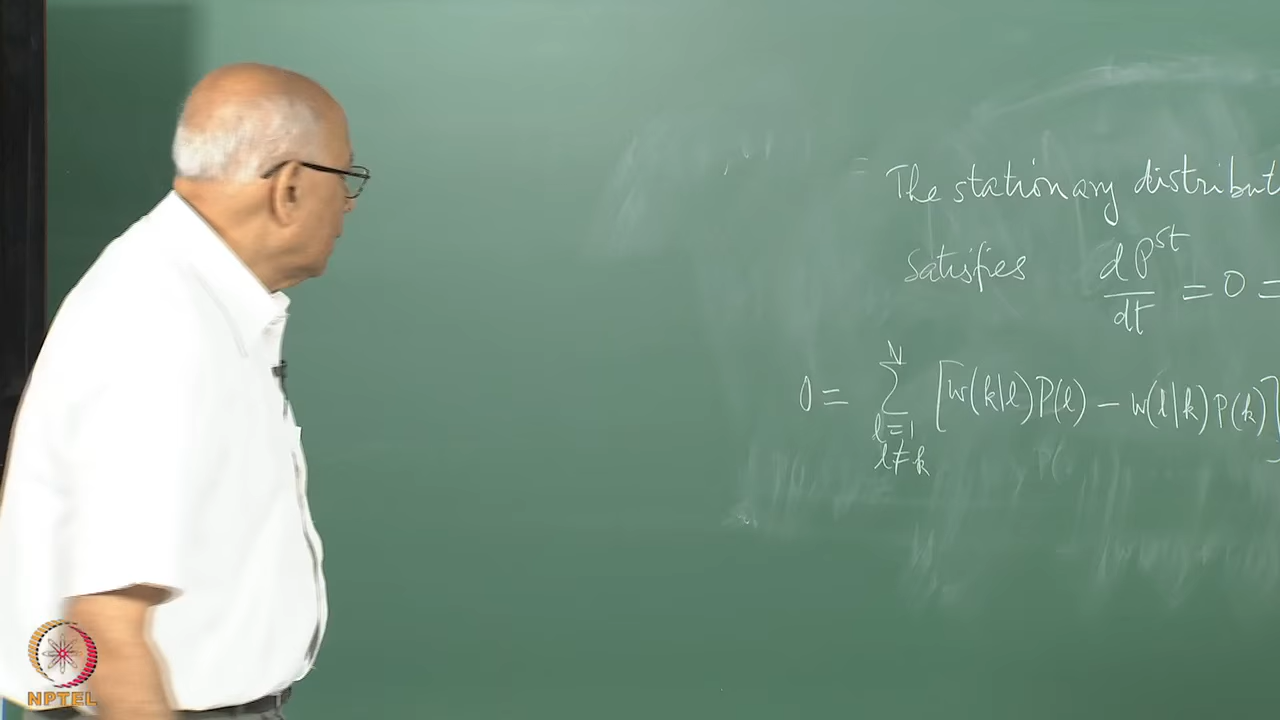 The stationary distribut
satisfies dP^st/dt = 0 =
0 = Σ_{l=1, l≠k}^{N} [w(k|l)P(l) − w(l|k)P(k)]
NPTEL